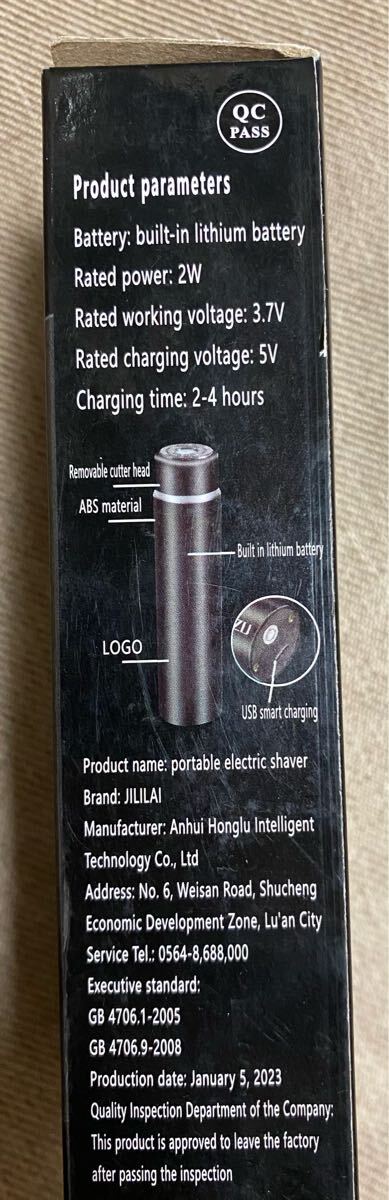 QC
PASS
Product parameters
Battery: built-in lithium battery
Rated power: 2W
Rated working voltage: 3.7V
Rated charging voltage: 5V
Charging time: 2-4 hours
Removable cutter head
ABS material
Built in lithium battery
LOGO
ZU
USB smart charging
Product name: portable electric shaver
Brand: JILILAI
Manufacturer: Anhui Honglu Intelligent
Technology Co., Ltd
Address: No. 6, Weisan Road, Shucheng
Economic Development Zone, Lu'an City
Service Tel.: 0564-8,688,000
Executive standard:
GB 4706.1-2005
GB 4706.9-2008
Production date: January 5, 2023
Quality Inspection Department of the Company:
This product is approved to leave the factory
after passing the inspection